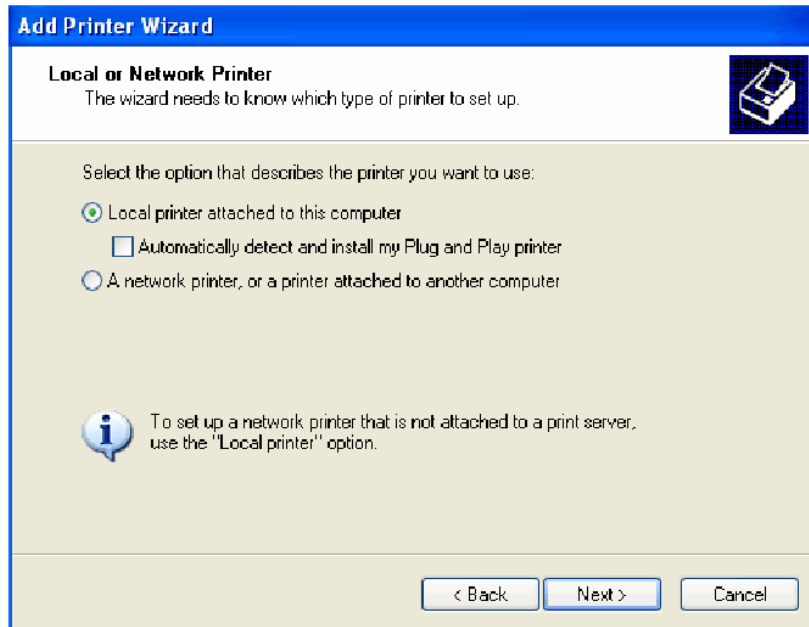 Add Printer Wizard
Local or Network Printer
The wizard needs to know which type of printer to set up.
Select the option that describes the printer you want to use:
Local printer attached to this computer
Automatically detect and install my Plug and Play printer
A network printer, or a printer attached to another computer
To set up a network printer that is not attached to a print server,
use the "Local printer" option.
< Back Next > Cancel